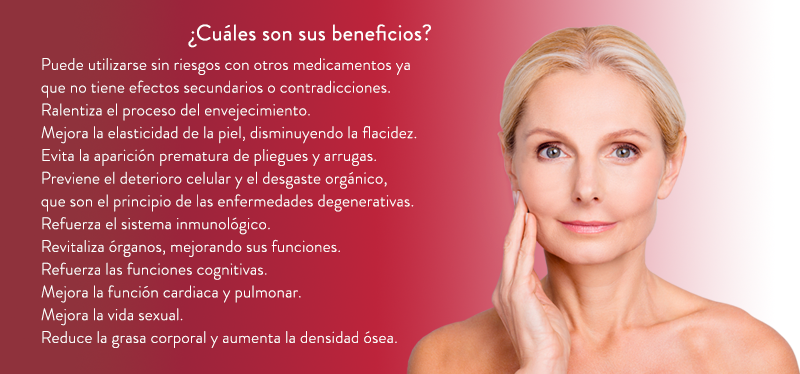 ¿Cuáles son sus beneficios?
Puede utilizarse sin riesgos con otros medicamentos ya
que no tiene efectos secundarios o contradicciones.
Ralentiza el proceso del envejecimiento.
Mejora la elasticidad de la piel, disminuyendo la flacidez.
Evita la aparición prematura de pliegues y arrugas.
Previene el deterioro celular y el desgaste orgánico,
que son el principio de las enfermedades degenerativas.
Refuerza el sistema inmunológico.
Revitaliza órganos, mejorando sus funciones.
Refuerza las funciones cognitivas.
Mejora la función cardiaca y pulmonar.
Mejora la vida sexual.
Reduce la grasa corporal y aumenta la densidad ósea.